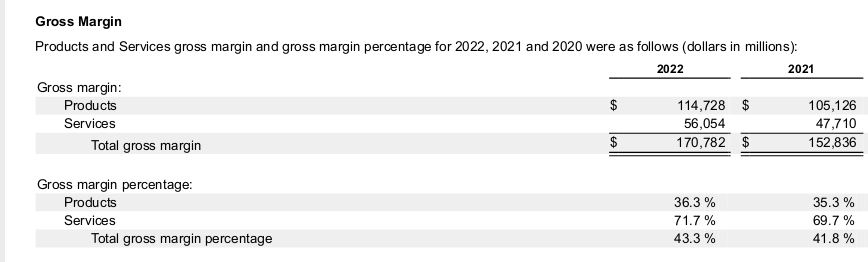 Gross Margin
Products and Services gross margin and gross margin percentage for 2022, 2021 and 2020 were as follows (dollars in millions):
2022 2021
Gross margin:
Products $ 114,728 $ 105,126
Services 56,054 47,710
Total gross margin $ 170,782 $ 152,836
Gross margin percentage:
Products 36.3 % 35.3 %
Services 71.7 % 69.7 %
Total gross margin percentage 43.3 % 41.8 %